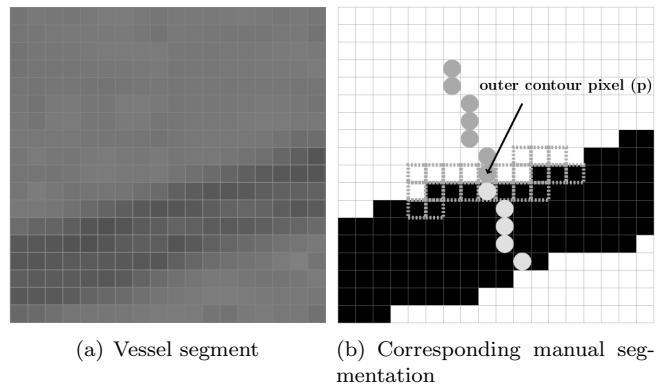 outer contour pixel (p)
(a) Vessel segment
(b) Corresponding manual seg-
mentation